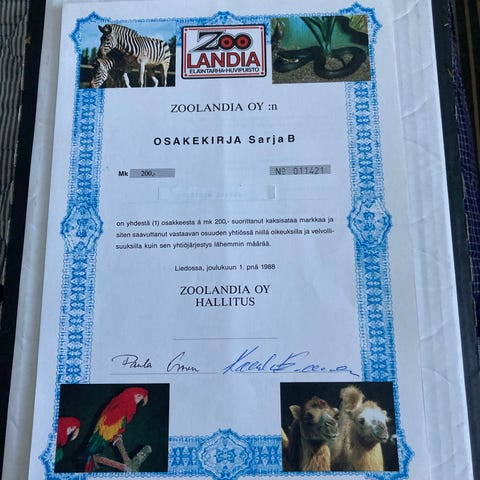 ZOO
LANDIA
ELÄINTARHA-HUVIPUISTO
ZOOLANDIA OY :n
OSAKEKIRJA Sarja B
Mk 200,- Nº 011421
on yhdestä (1) osakkeesta á mk 200,- suorittanut kaksisataa markkaa ja
siten saavuttanut vastaavan osuuden yhtiössä niillä oikeuksilla ja velvolli-
suuksilla kuin sen yhtiöjärjestys lähemmin määrää.
Liedossa, joulukuun 1. pnä 1988
ZOOLANDIA OY
HALLITUS